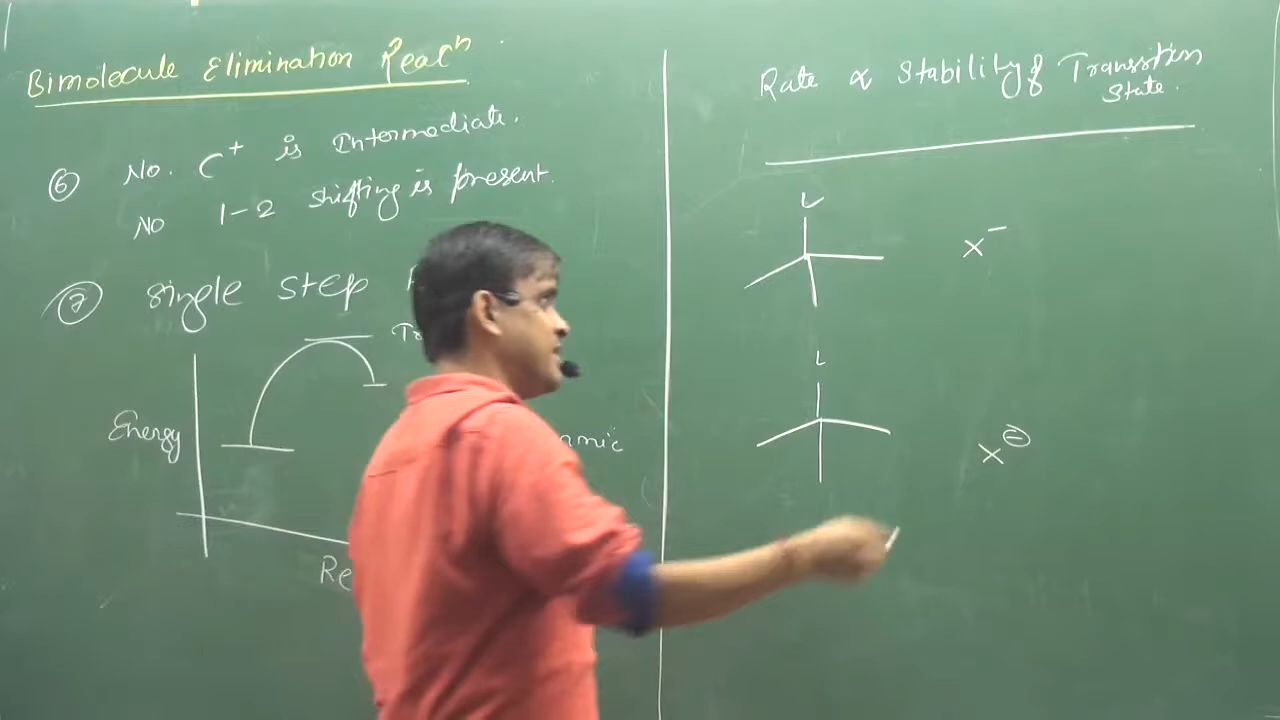 Bimolecule Elimination Reacⁿ
⑥ No. C⁺ is Intermediate.
No 1-2 shifting is present.
⑦ single step
Energy
Rate ∝ Stability of Transition
State.
L
X⁻
L
X⊖